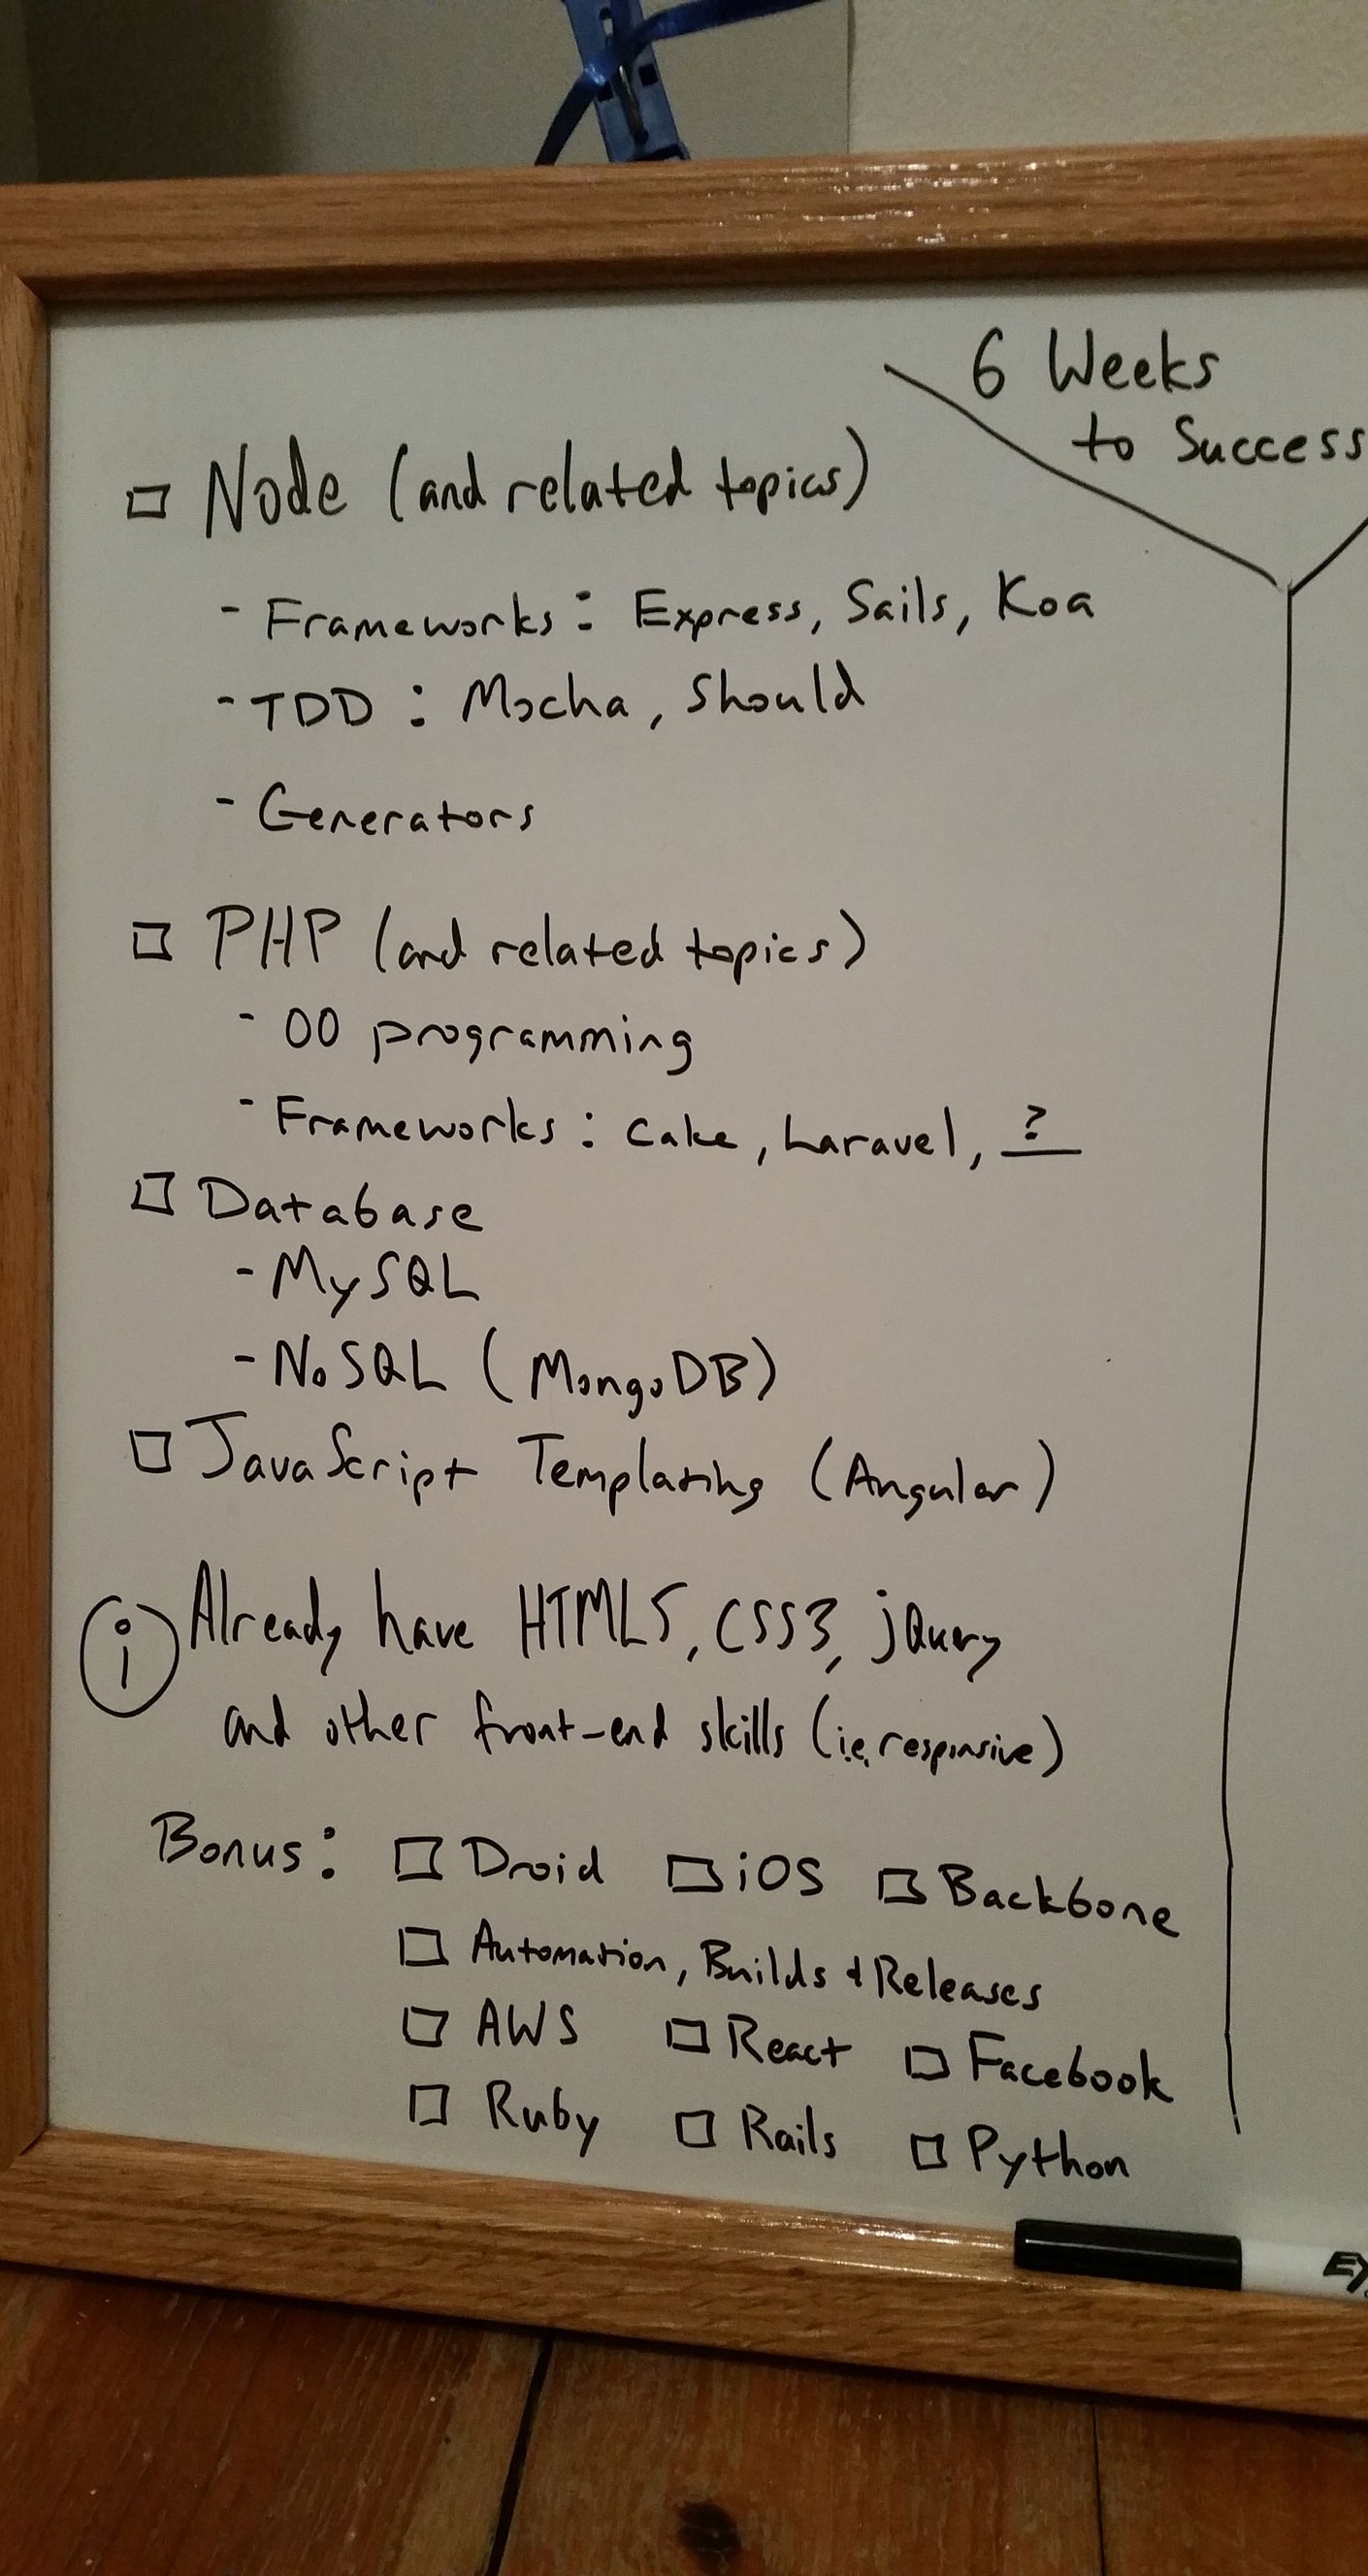 6 Weeks
to Success
□ Node (and related topics)
- Frameworks: Express, Sails, Koa
- TDD: Mocha, Should
- Generators
□ PHP (and related topics)
- OO programming
- Frameworks: Cake, Laravel, ?
□ Database
- MySQL
- NoSQL (MongoDB)
□ JavaScript Templating (Angular)
i Already have HTML5, CSS3, jQuery
and other front-end skills (i.e. responsive)
Bonus: □ Droid □ iOS □ Backbone
□ Automation, Builds & Releases
□ AWS □ React □ Facebook
□ Ruby □ Rails □ Python